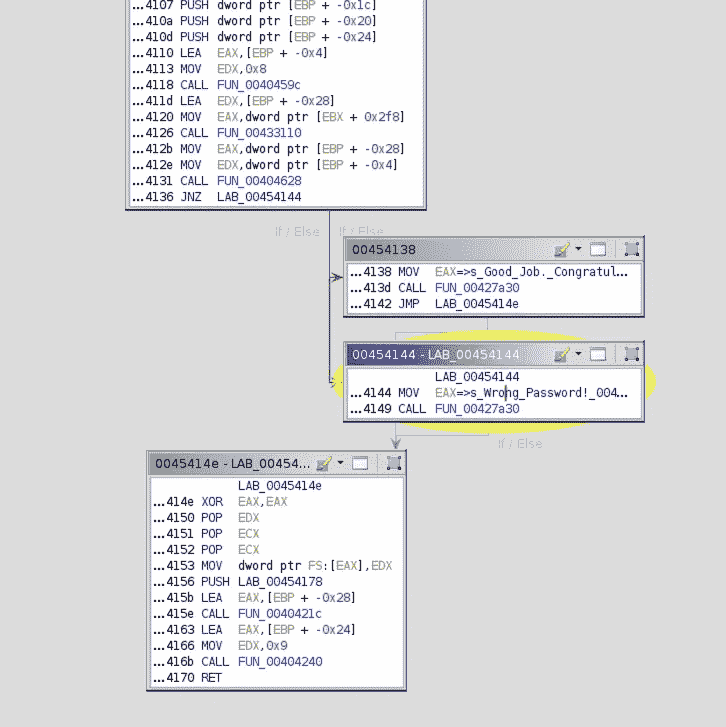 ...4107 PUSH dword ptr [EBP + -0x1c]
...410a PUSH dword ptr [EBP + -0x20]
...410d PUSH dword ptr [EBP + -0x24]
...4110 LEA EAX,[EBP + -0x4]
...4113 MOV EDX,0x8
...4118 CALL FUN_0040459c
...411d LEA EDX,[EBP + -0x28]
...4120 MOV EAX,dword ptr [EBX + 0x2f8]
...4126 CALL FUN_00433110
...412b MOV EAX,dword ptr [EBP + -0x28]
...412e MOV EDX,dword ptr [EBP + -0x4]
...4131 CALL FUN_00404628
...4136 JNZ LAB_00454144
If / Else If / Else
00454138
...4138 MOV EAX=>s_Good_Job._Congratul...
...413d CALL FUN_00427a30
...4142 JMP LAB_0045414e
00454144 - LAB_00454144
LAB_00454144
...4144 MOV EAX=>s_Wrong_Password!_004...
...4149 CALL FUN_00427a30
If / Else
0045414e - LAB_00454...
LAB_0045414e
...414e XOR EAX,EAX
...4150 POP EDX
...4151 POP ECX
...4152 POP ECX
...4153 MOV dword ptr FS:[EAX],EDX
...4156 PUSH LAB_00454178
...415b LEA EAX,[EBP + -0x28]
...415e CALL FUN_0040421c
...4163 LEA EAX,[EBP + -0x24]
...4166 MOV EDX,0x9
...416b CALL FUN_00404240
...4170 RET